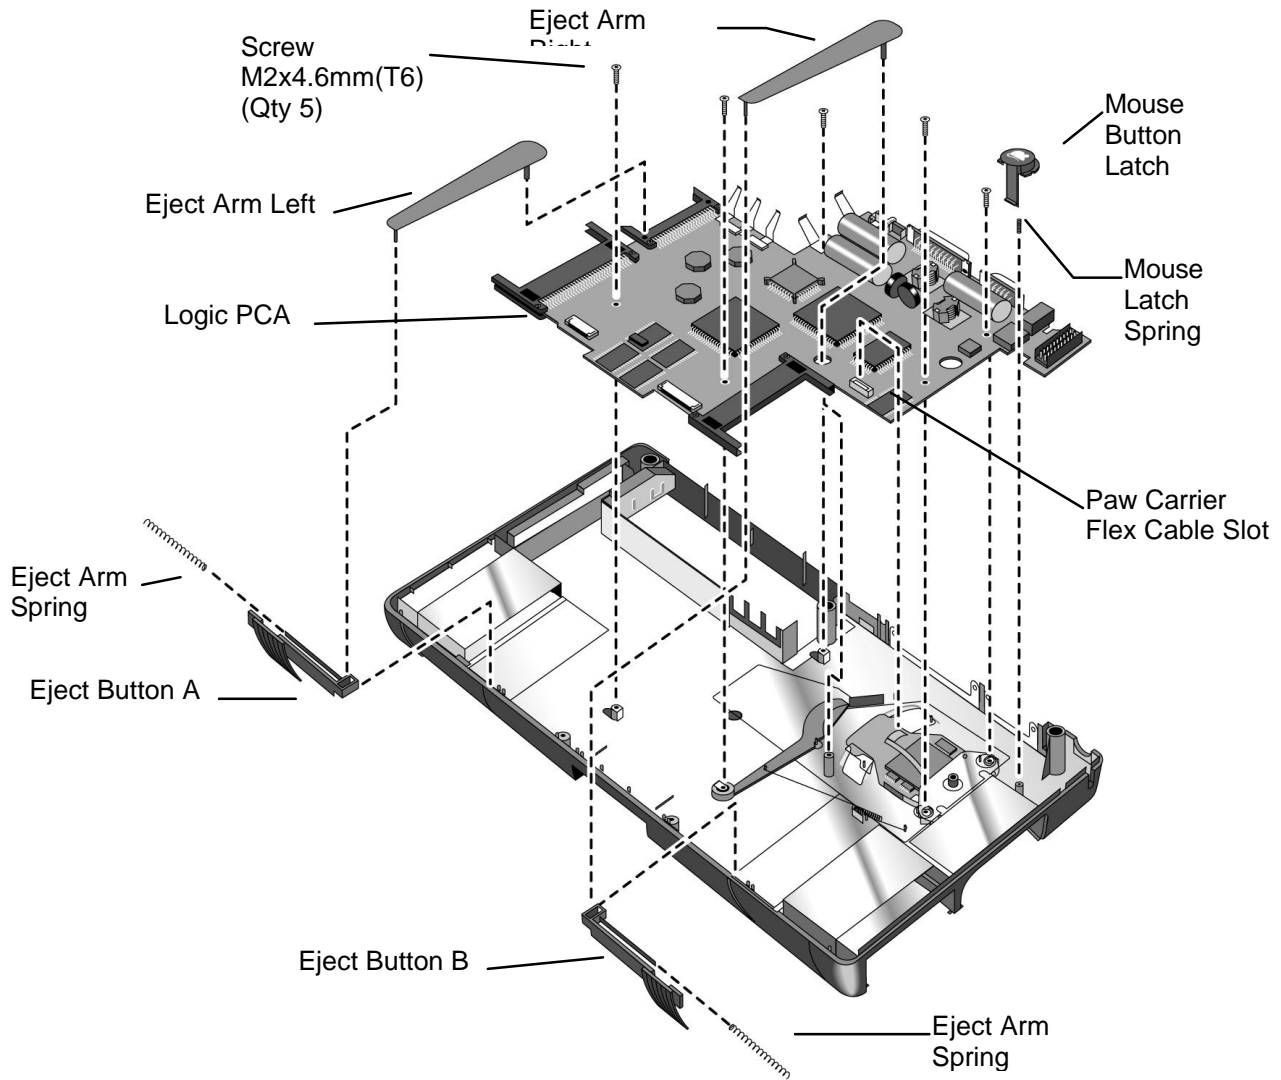 Eject Arm
Right
Screw
M2x4.6mm(T6)
(Qty 5)
Mouse
Button
Latch
Eject Arm Left
Mouse
Latch
Spring
Logic PCA
Paw Carrier
Flex Cable Slot
Eject Arm
Spring
Eject Button A
Eject Button B
Eject Arm
Spring